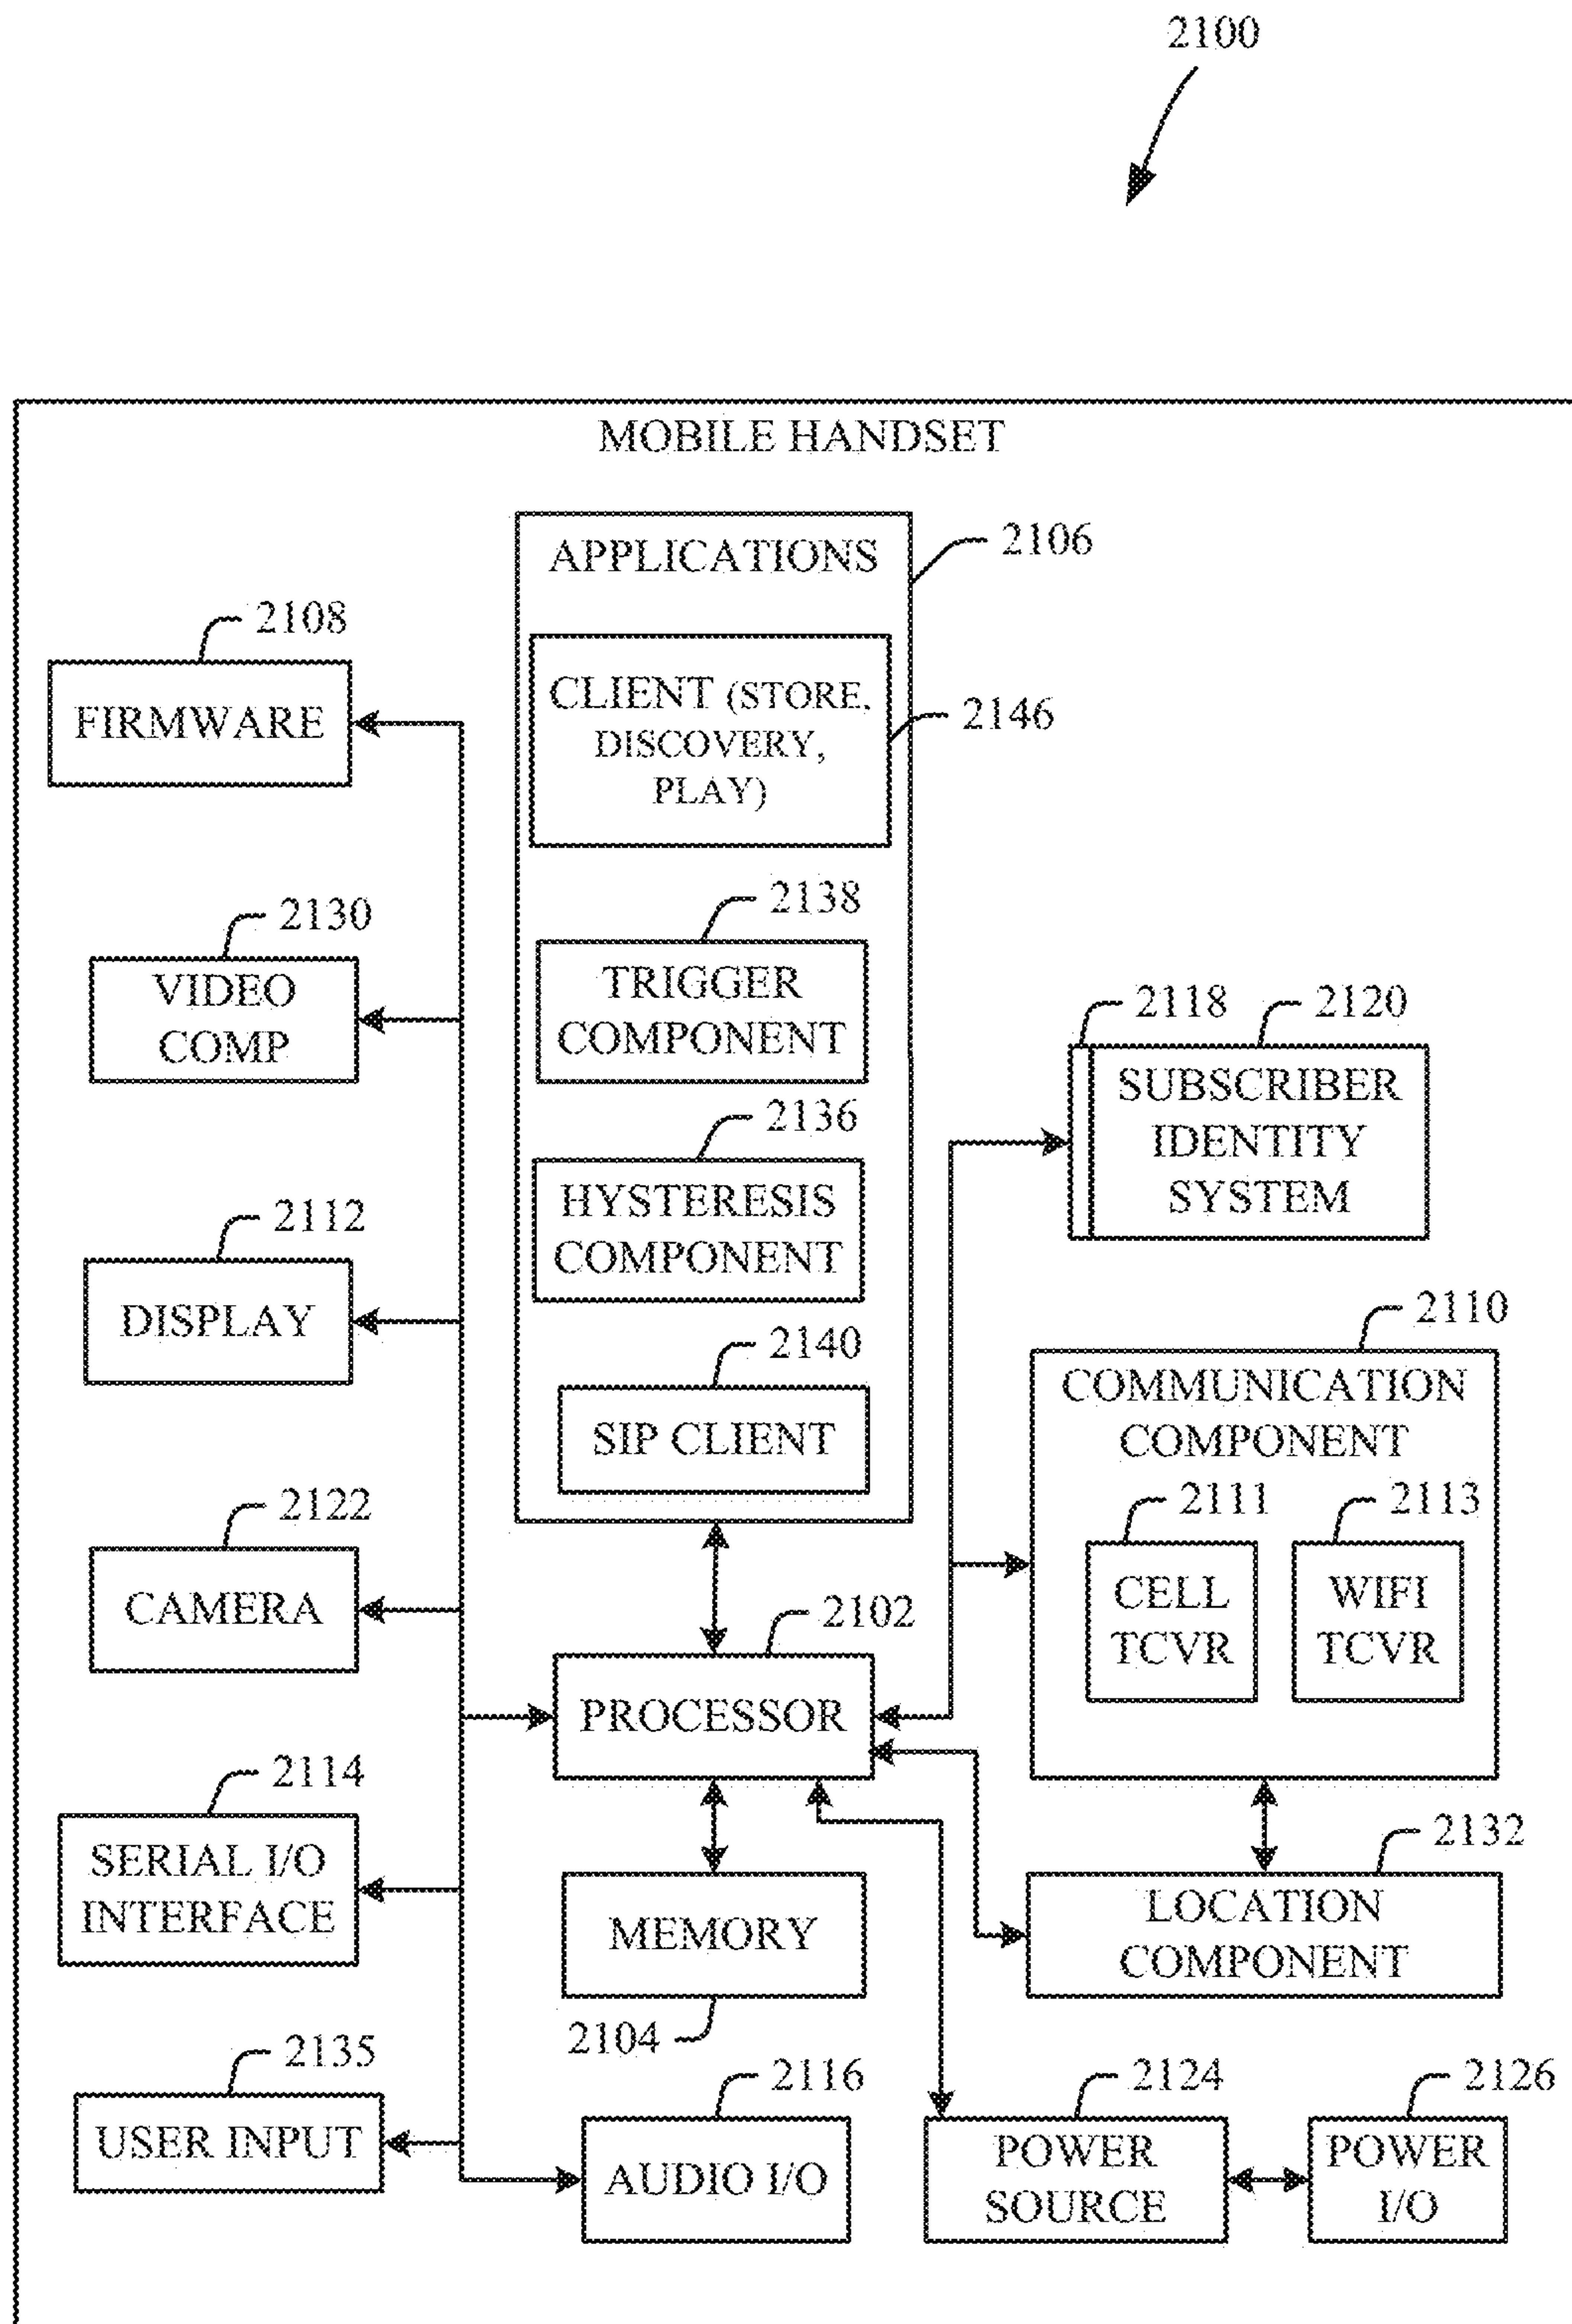 2100
MOBILE HANDSET
APPLICATIONS
2106
CLIENT (STORE,
DISCOVERY,
PLAY)
2146
2138
TRIGGER
COMPONENT
2136
HYSTERESIS
COMPONENT
2140
SIP CLIENT
2108
FIRMWARE
2130
VIDEO
COMP
2112
DISPLAY
2122
CAMERA
2114
SERIAL I/O
INTERFACE
2135
USER INPUT
2102
PROCESSOR
MEMORY
2104
2116
AUDIO I/O
2118
2120
SUBSCRIBER
IDENTITY
SYSTEM
2110
COMMUNICATION
COMPONENT
2111
CELL
TCVR
2113
WIFI
TCVR
2132
LOCATION
COMPONENT
2124
POWER
SOURCE
2126
POWER
I/O